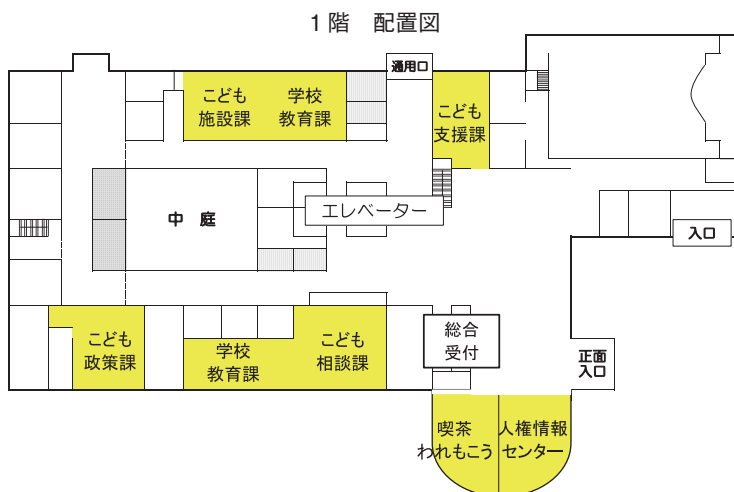 1階 配置図
通用口
こども
施設課
学校
教育課
こども
支援課
中庭
エレベーター
入口
こども
政策課
学校
教育課
こども
相談課
総合
受付
正面
入口
喫茶
われもこう
人権情報
センター